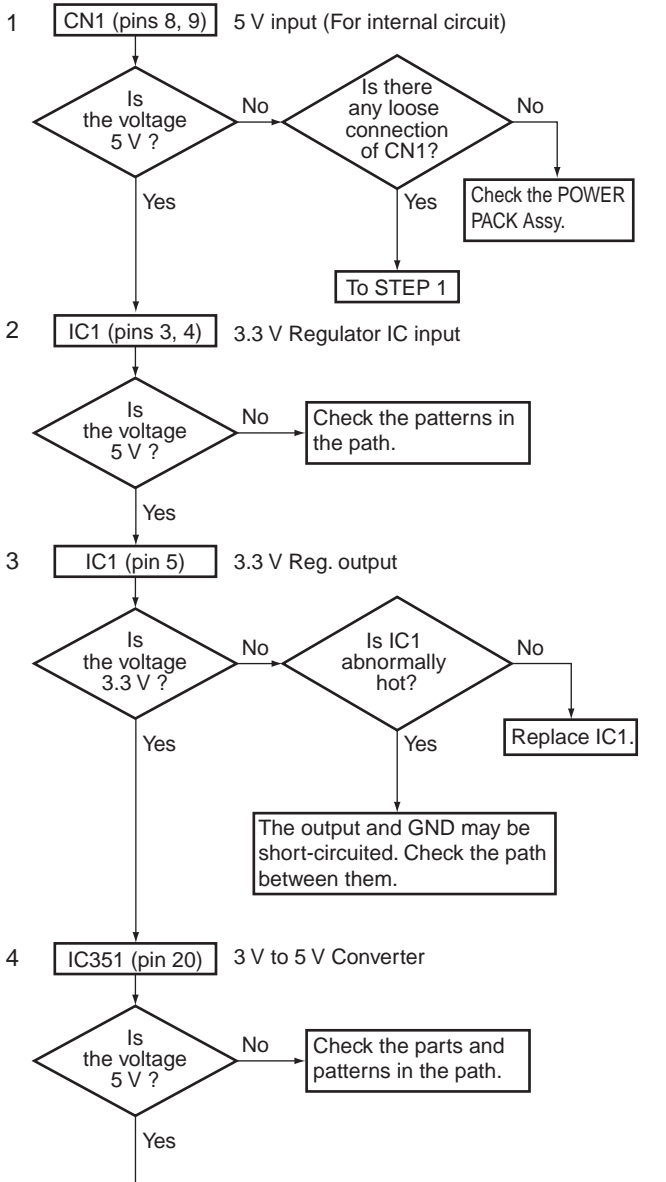 1 CN1 (pins 8, 9) 5 V input (For internal circuit)
Is
the voltage
5 V ?
No
Is there
any loose
connection
of CN1?
No
Check the POWER
PACK Assy.
Yes
Yes
To STEP 1
2 IC1 (pins 3, 4) 3.3 V Regulator IC input
Is
the voltage
5 V ?
No
Check the patterns in
the path.
Yes
3 IC1 (pin 5) 3.3 V Reg. output
Is
the voltage
3.3 V ?
No
Is IC1
abnormally
hot?
No
Replace IC1.
Yes
Yes
The output and GND may be
short-circuited. Check the path
between them.
4 IC351 (pin 20) 3 V to 5 V Converter
Is
the voltage
5 V ?
No
Check the parts and
patterns in the path.
Yes